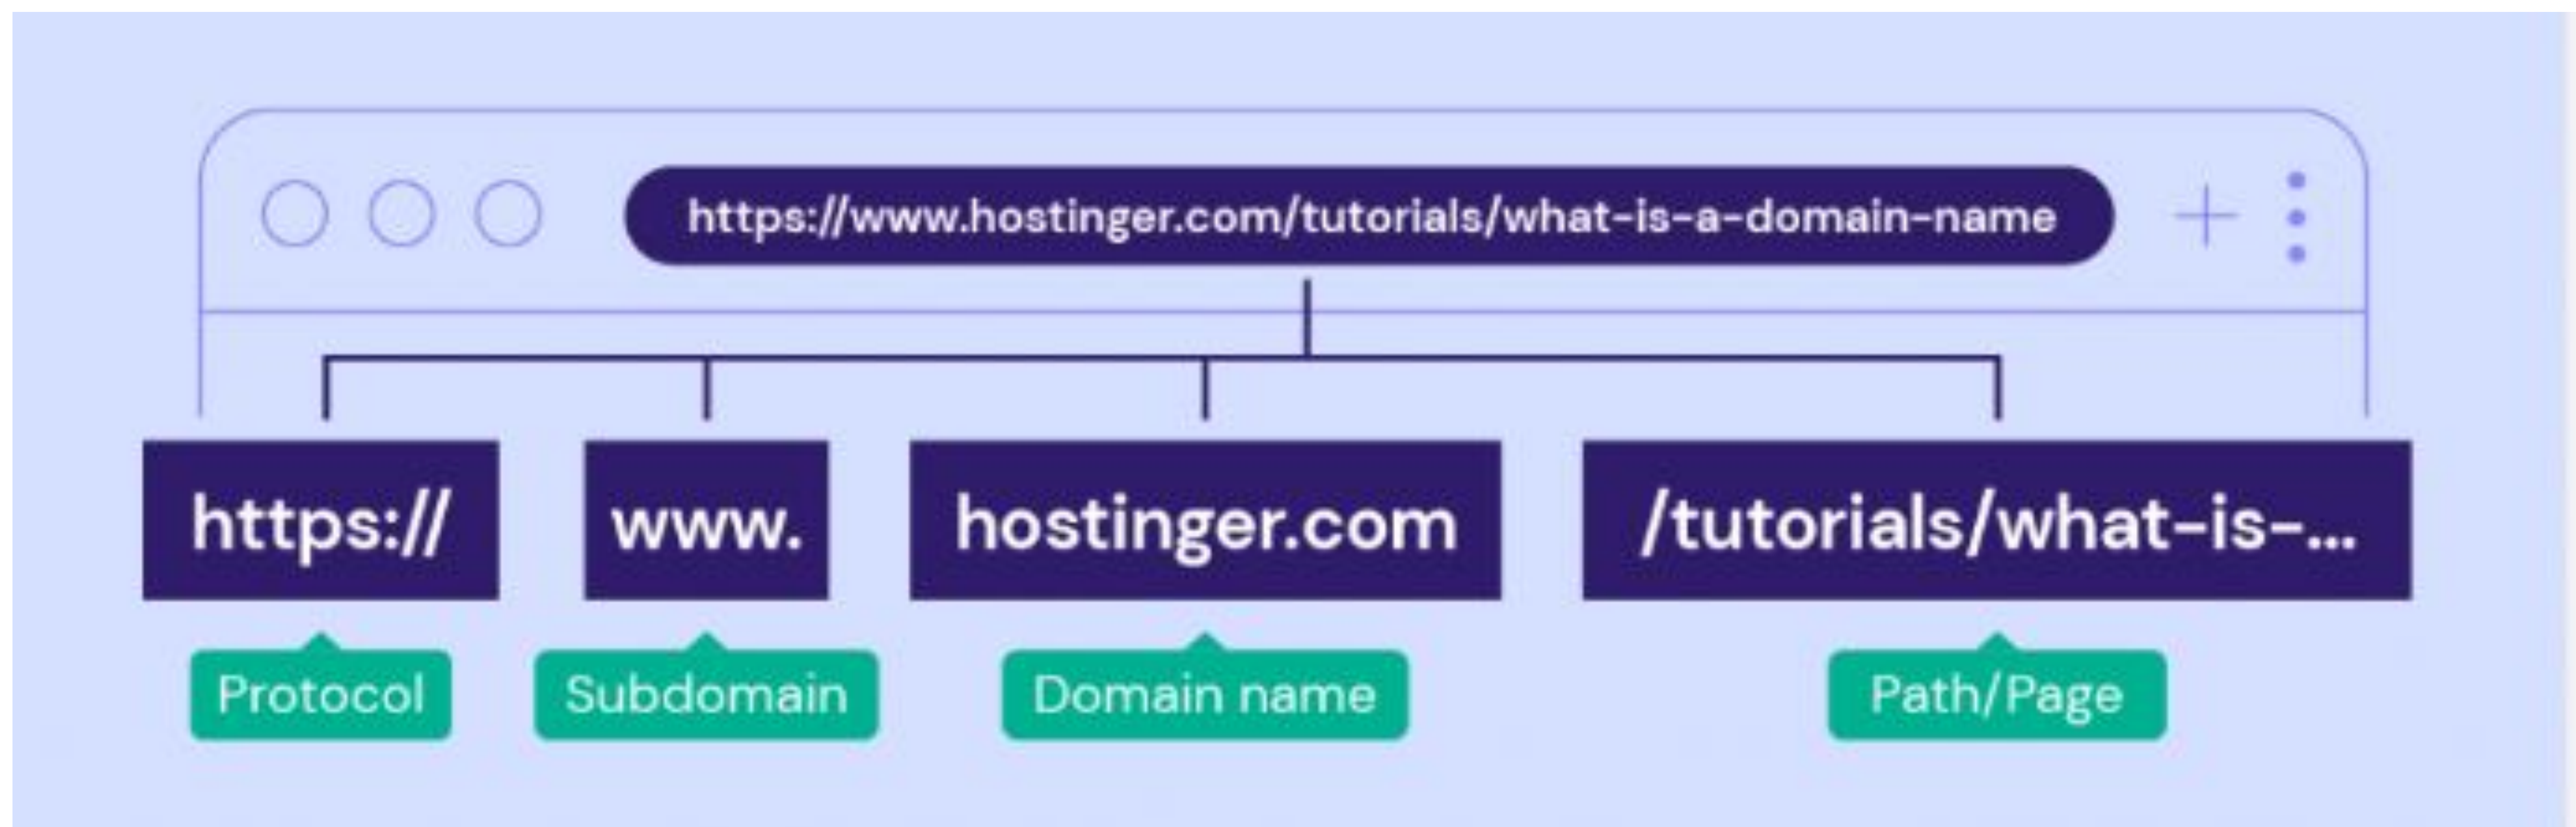 https://www.hostinger.com/tutorials/what-is-a-domain-name
https:// www. hostinger.com /tutorials/what-is-...
Protocol Subdomain Domain name Path/Page